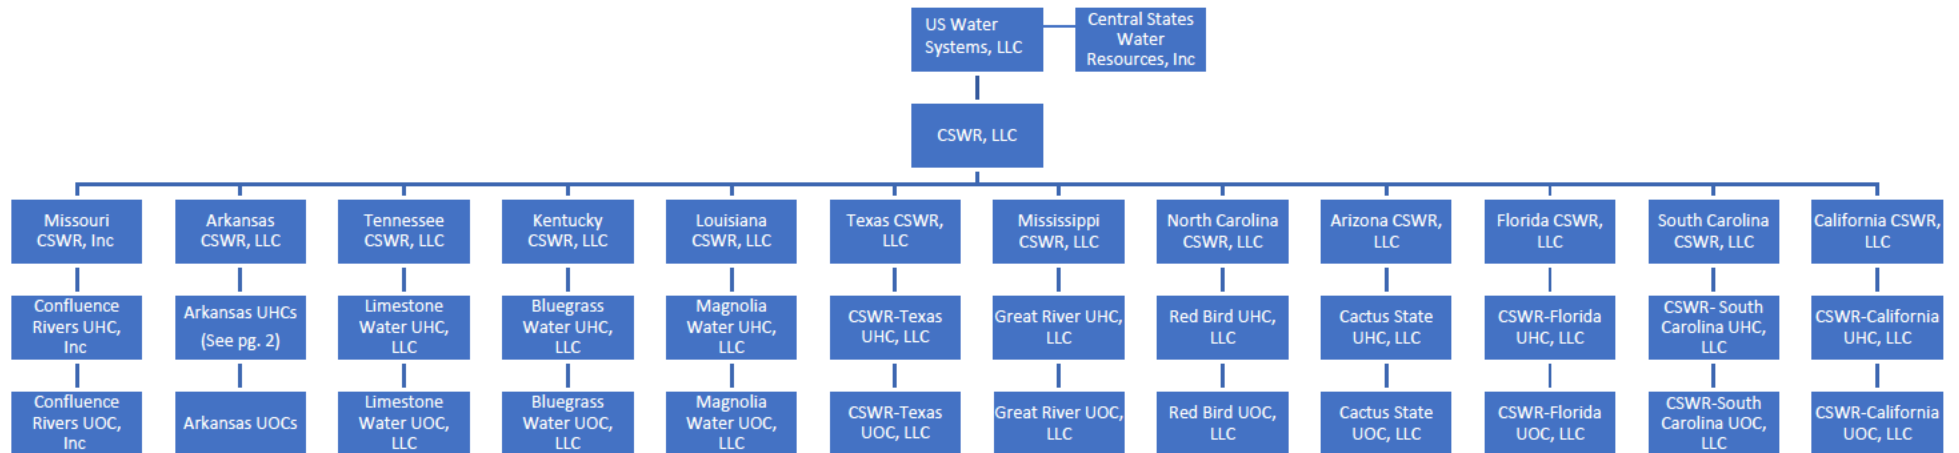 US Water
Systems, LLC
Central States
Water
Resources, Inc
CSWR, LLC
Missouri
CSWR, Inc
Arkansas
CSWR, LLC
Tennessee
CSWR, LLC
Kentucky
CSWR, LLC
Louisiana
CSWR, LLC
Texas CSWR,
LLC
Mississippi
CSWR, LLC
North Carolina
CSWR, LLC
Arizona CSWR,
LLC
Florida CSWR,
LLC
South Carolina
CSWR, LLC
California CSWR,
LLC
Confluence
Rivers UHC,
Inc
Arkansas UHCs
(See pg. 2)
Limestone
Water UHC,
LLC
Bluegrass
Water UHC,
LLC
Magnolia
Water UHC,
LLC
CSWR-Texas
UHC, LLC
Great River UHC,
LLC
Red Bird UHC,
LLC
Cactus State
UHC, LLC
CSWR-Florida
UHC, LLC
CSWR- South
Carolina UHC,
LLC
CSWR-California
UHC, LLC
Confluence
Rivers UOC,
Inc
Arkansas UOCs
Limestone
Water UOC,
LLC
Bluegrass
Water UOC,
LLC
Magnolia
Water UOC,
LLC
CSWR-Texas
UOC, LLC
Great River UOC,
LLC
Red Bird UOC,
LLC
Cactus State
UOC, LLC
CSWR-Florida
UOC, LLC
CSWR-South
Carolina UOC,
LLC
CSWR-California
UOC, LLC